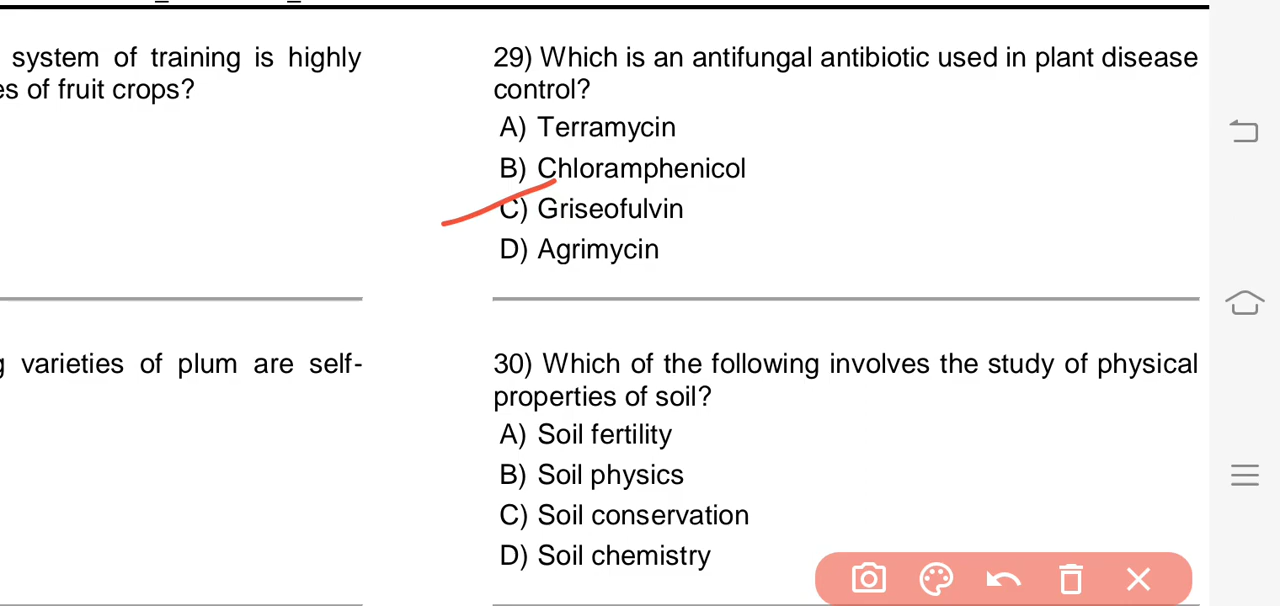 system of training is highly
es of fruit crops?
varieties of plum are self-
29) Which is an antifungal antibiotic used in plant disease
control?
A) Terramycin
B) Chloramphenicol
C) Griseofulvin
D) Agrimycin
30) Which of the following involves the study of physical
properties of soil?
A) Soil fertility
B) Soil physics
C) Soil conservation
D) Soil chemistry